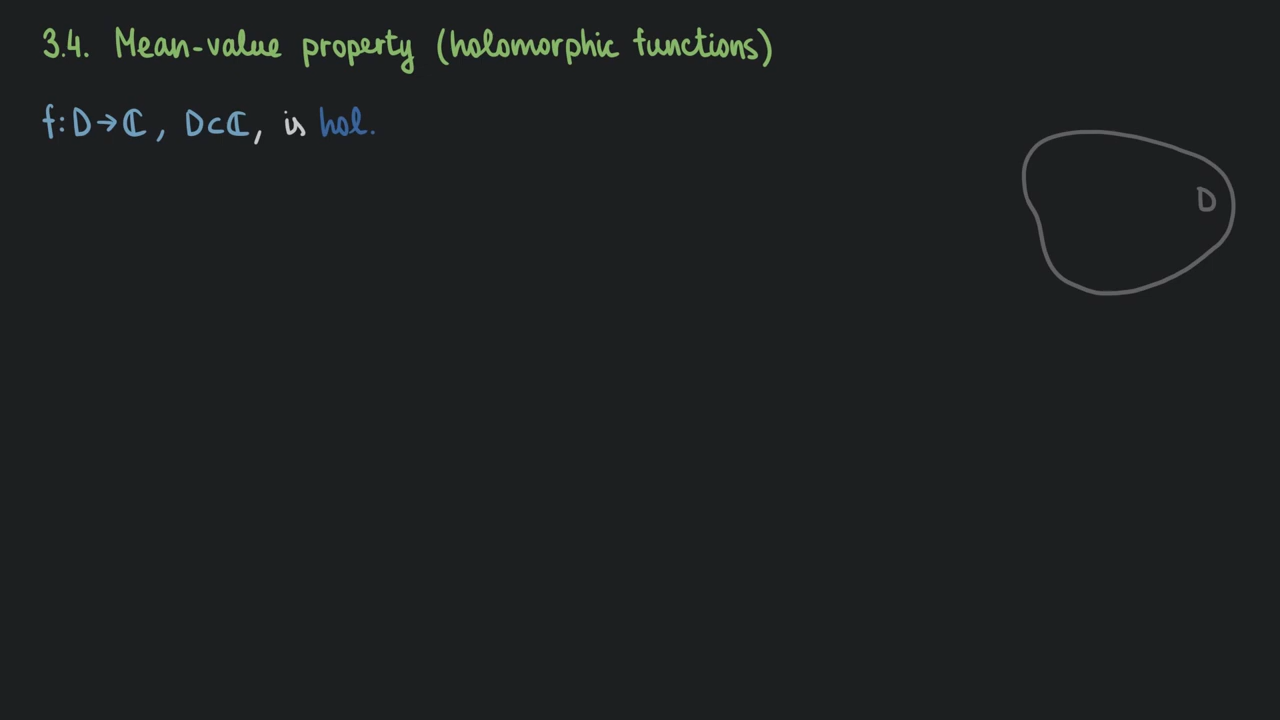 3.4. Mean-value property (holomorphic functions)
f: D → ℂ, D ⊂ ℂ, is hol.
D